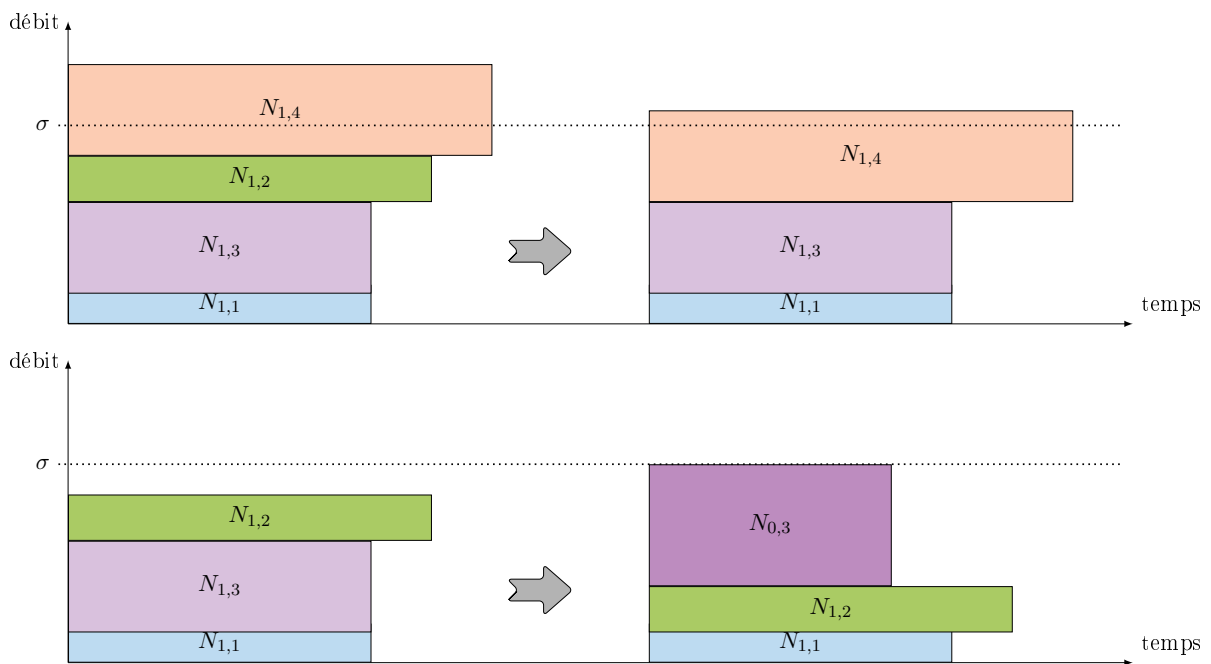 débit
N1,4
σ
N1,4
N1,2
N1,3
N1,3
N1,1
N1,1
temps
débit
σ
N1,2
N0,3
N1,3
N1,2
N1,1
N1,1
temps